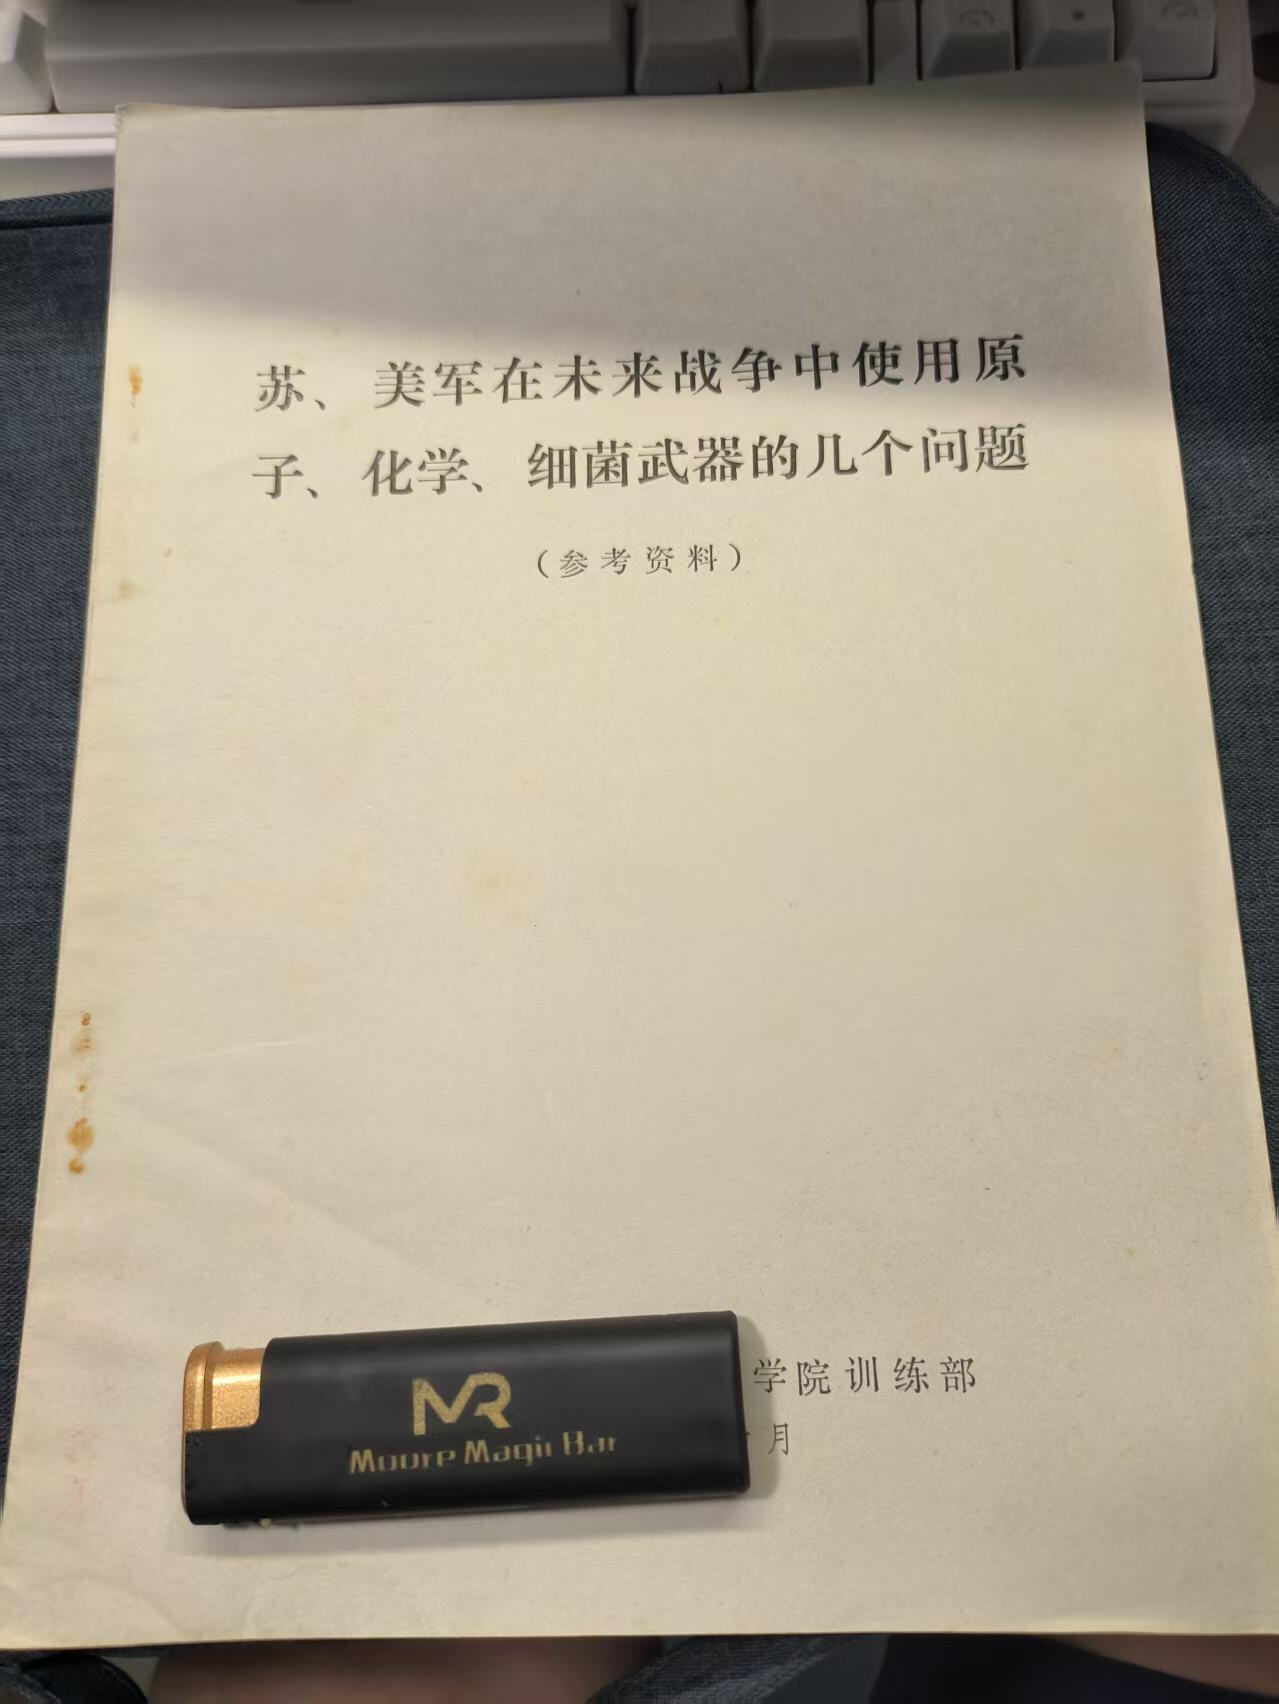 苏、美军在未来战争中使用原
子、化学、细菌武器的几个问题
（参考资料）
学院训练部
月
MR
Moore Magic Bar